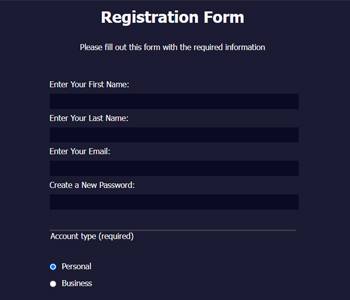 Registration Form
Please fill out this form with the required information
Enter Your First Name:
Enter Your Last Name:
Enter Your Email:
Create a New Password:
Account type (required)
Personal
Business